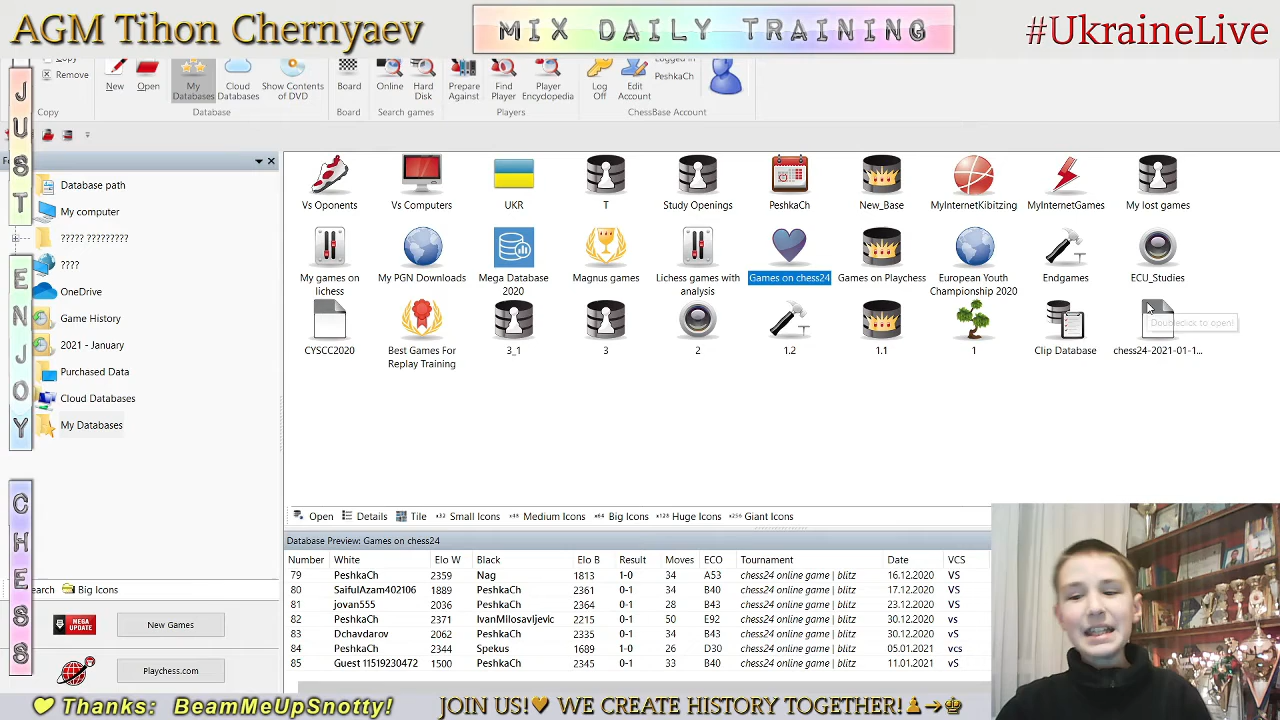 AGM Tihon Chernyaev
MIX DAILY TRAINING
#UkraineLive
JUST
ENJOY
CHESS
Remove
Copy
New
Open
My Databases
Cloud Databases
Show Contents of DVD
Database
Board
Board
Online
Hard Disk
Search games
Prepare Against
Find Player
Player Encyclopedia
Players
Log Off
Edit Account
PeshkaCh
ChessBase Account
Database path
My computer
????? ?????????
????
OneDrive
Game History
2021 - January
Purchased Data
Cloud Databases
My Databases
Vs Oponents
Vs Computers
UKR
T
Study Openings
PeshkaCh
New_Base
MyInternetKibitzing
MyInternetGames
My lost games
My games on lichess
My PGN Downloads
Mega Database 2020
Magnus games
Lichess games with analysis
Games on chess24
Games on Playchess
European Youth Championship 2020
Endgames
ECU_Studies
CYSCC2020
Best Games For Replay Training
3_1
3
2
1.2
1.1
1
Clip Database
chess24-2021-01-1...
Doubleclick to open!
Open Details Tile x32 Small Icons x48 Medium Icons x64 Big Icons x128 Huge Icons x256 Giant Icons
Database Preview: Games on chess24
Number White Elo W Black Elo B Result Moves ECO Tournament Date VCS
79 PeshkaCh 2359 Nag 1813 1-0 34 A53 chess24 online game | blitz 16.12.2020 VS
80 SaifulAzam402106 1889 PeshkaCh 2361 0-1 34 B40 chess24 online game | blitz 17.12.2020 VS
81 jovan555 2036 PeshkaCh 2364 0-1 28 B43 chess24 online game | blitz 23.12.2020 VS
82 PeshkaCh 2371 IvanMIlosavljevic 2215 0-1 50 E92 chess24 online game | blitz 30.12.2020 VS
83 Dchavdarov 2062 PeshkaCh 2335 0-1 34 B43 chess24 online game | blitz 30.12.2020 vS
84 PeshkaCh 2344 Spekus 1689 0-1 26 D30 chess24 online game | blitz 05.01.2021 vcs
85 Guest 11519230472 1500 PeshkaCh 2345 0-1 33 B40 chess24 online game | blitz 11.01.2021 vS
Big Icons
MEGA UPDATE
New Games
Playchess.com
Thanks: BeamMeUpSnotty!
JOIN US! WE CREATE HISTORY TOGETHER!